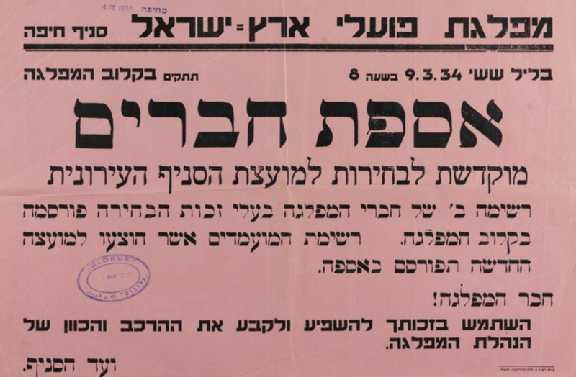 מפלגת פועלי ארץ=ישראל סניף חיפה
בליל ששי 9.3.34 בשעה 8 תתקים בקלוב המפלגה
אספת חברים
מוקדשת לבחירות למועצת הסניף העירונית
רשימה ב' של חברי המפלגה בעלי זכות הבחירה פורסמה
בקלוב המפלגה. רשימת המועמדים אשר הוצעו למועצה
החדשה תפורסם באספה.
חבר המפלגה!
השתמש בזכותך להשפיע ולקבע את ההרכב והכוון של
הנהלת המפלגה.
ועד הסניף.